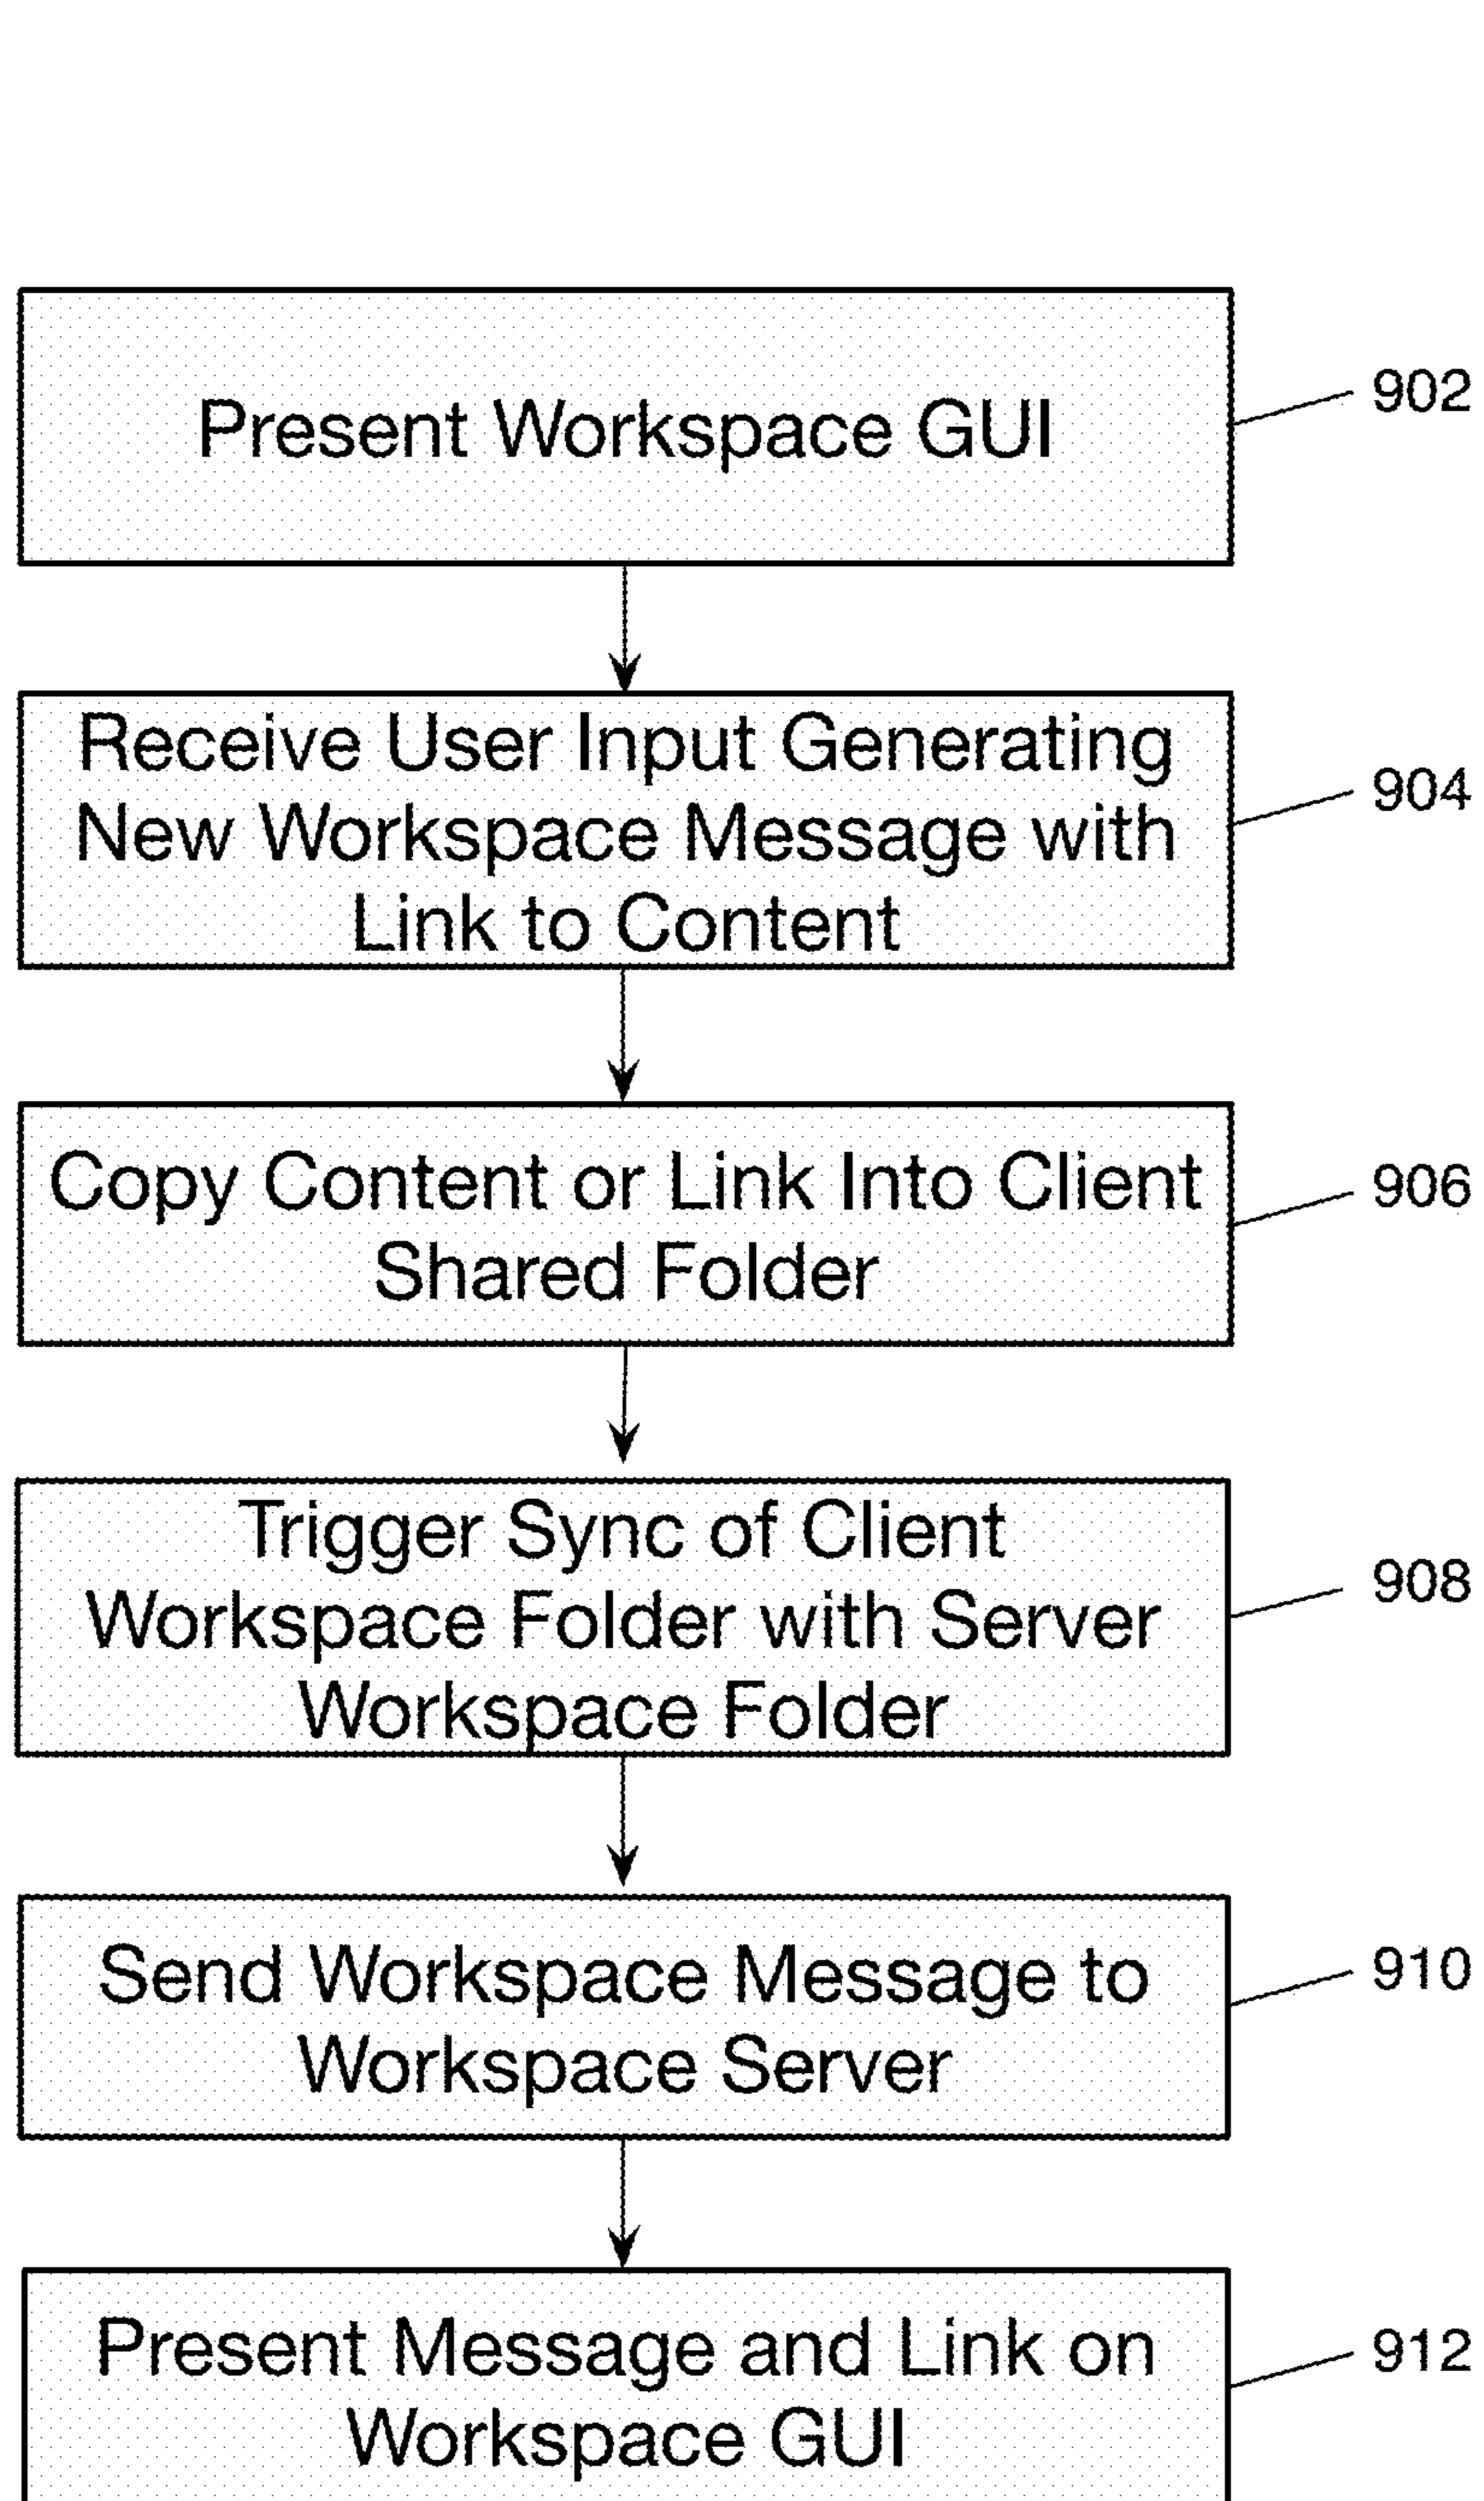 Present Workspace GUI
902
Receive User Input Generating
New Workspace Message with
Link to Content
904
Copy Content or Link Into Client
Shared Folder
906
Trigger Sync of Client
Workspace Folder with Server
Workspace Folder
908
Send Workspace Message to
Workspace Server
910
Present Message and Link on
Workspace GUI
912